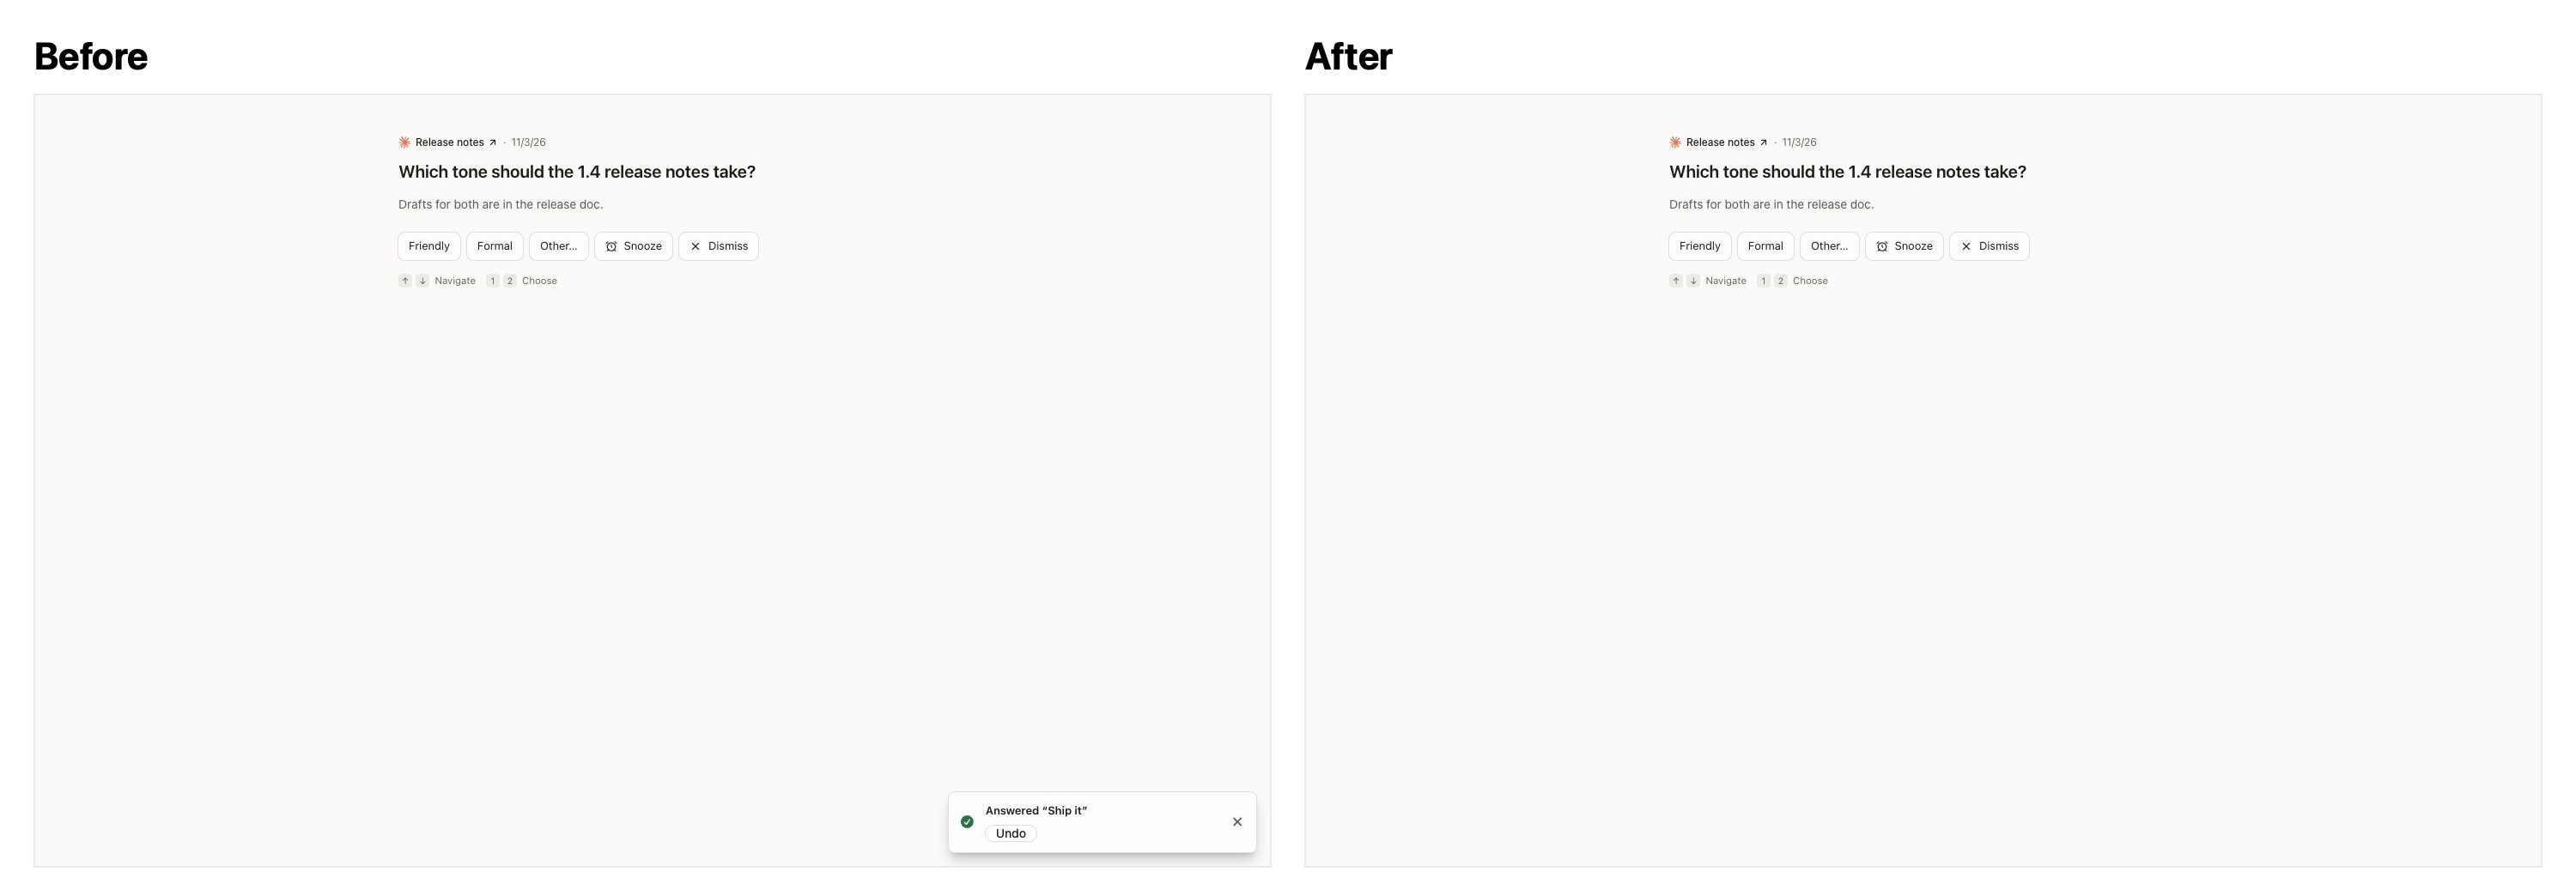 Before
Release notes ↗ · 11/3/26
Which tone should the 1.4 release notes take?
Drafts for both are in the release doc.
Friendly Formal Other... Snooze Dismiss
↑ ↓ Navigate 1 2 Choose
Answered “Ship it”
Undo
After
Release notes ↗ · 11/3/26
Which tone should the 1.4 release notes take?
Drafts for both are in the release doc.
Friendly Formal Other... Snooze Dismiss
↑ ↓ Navigate 1 2 Choose